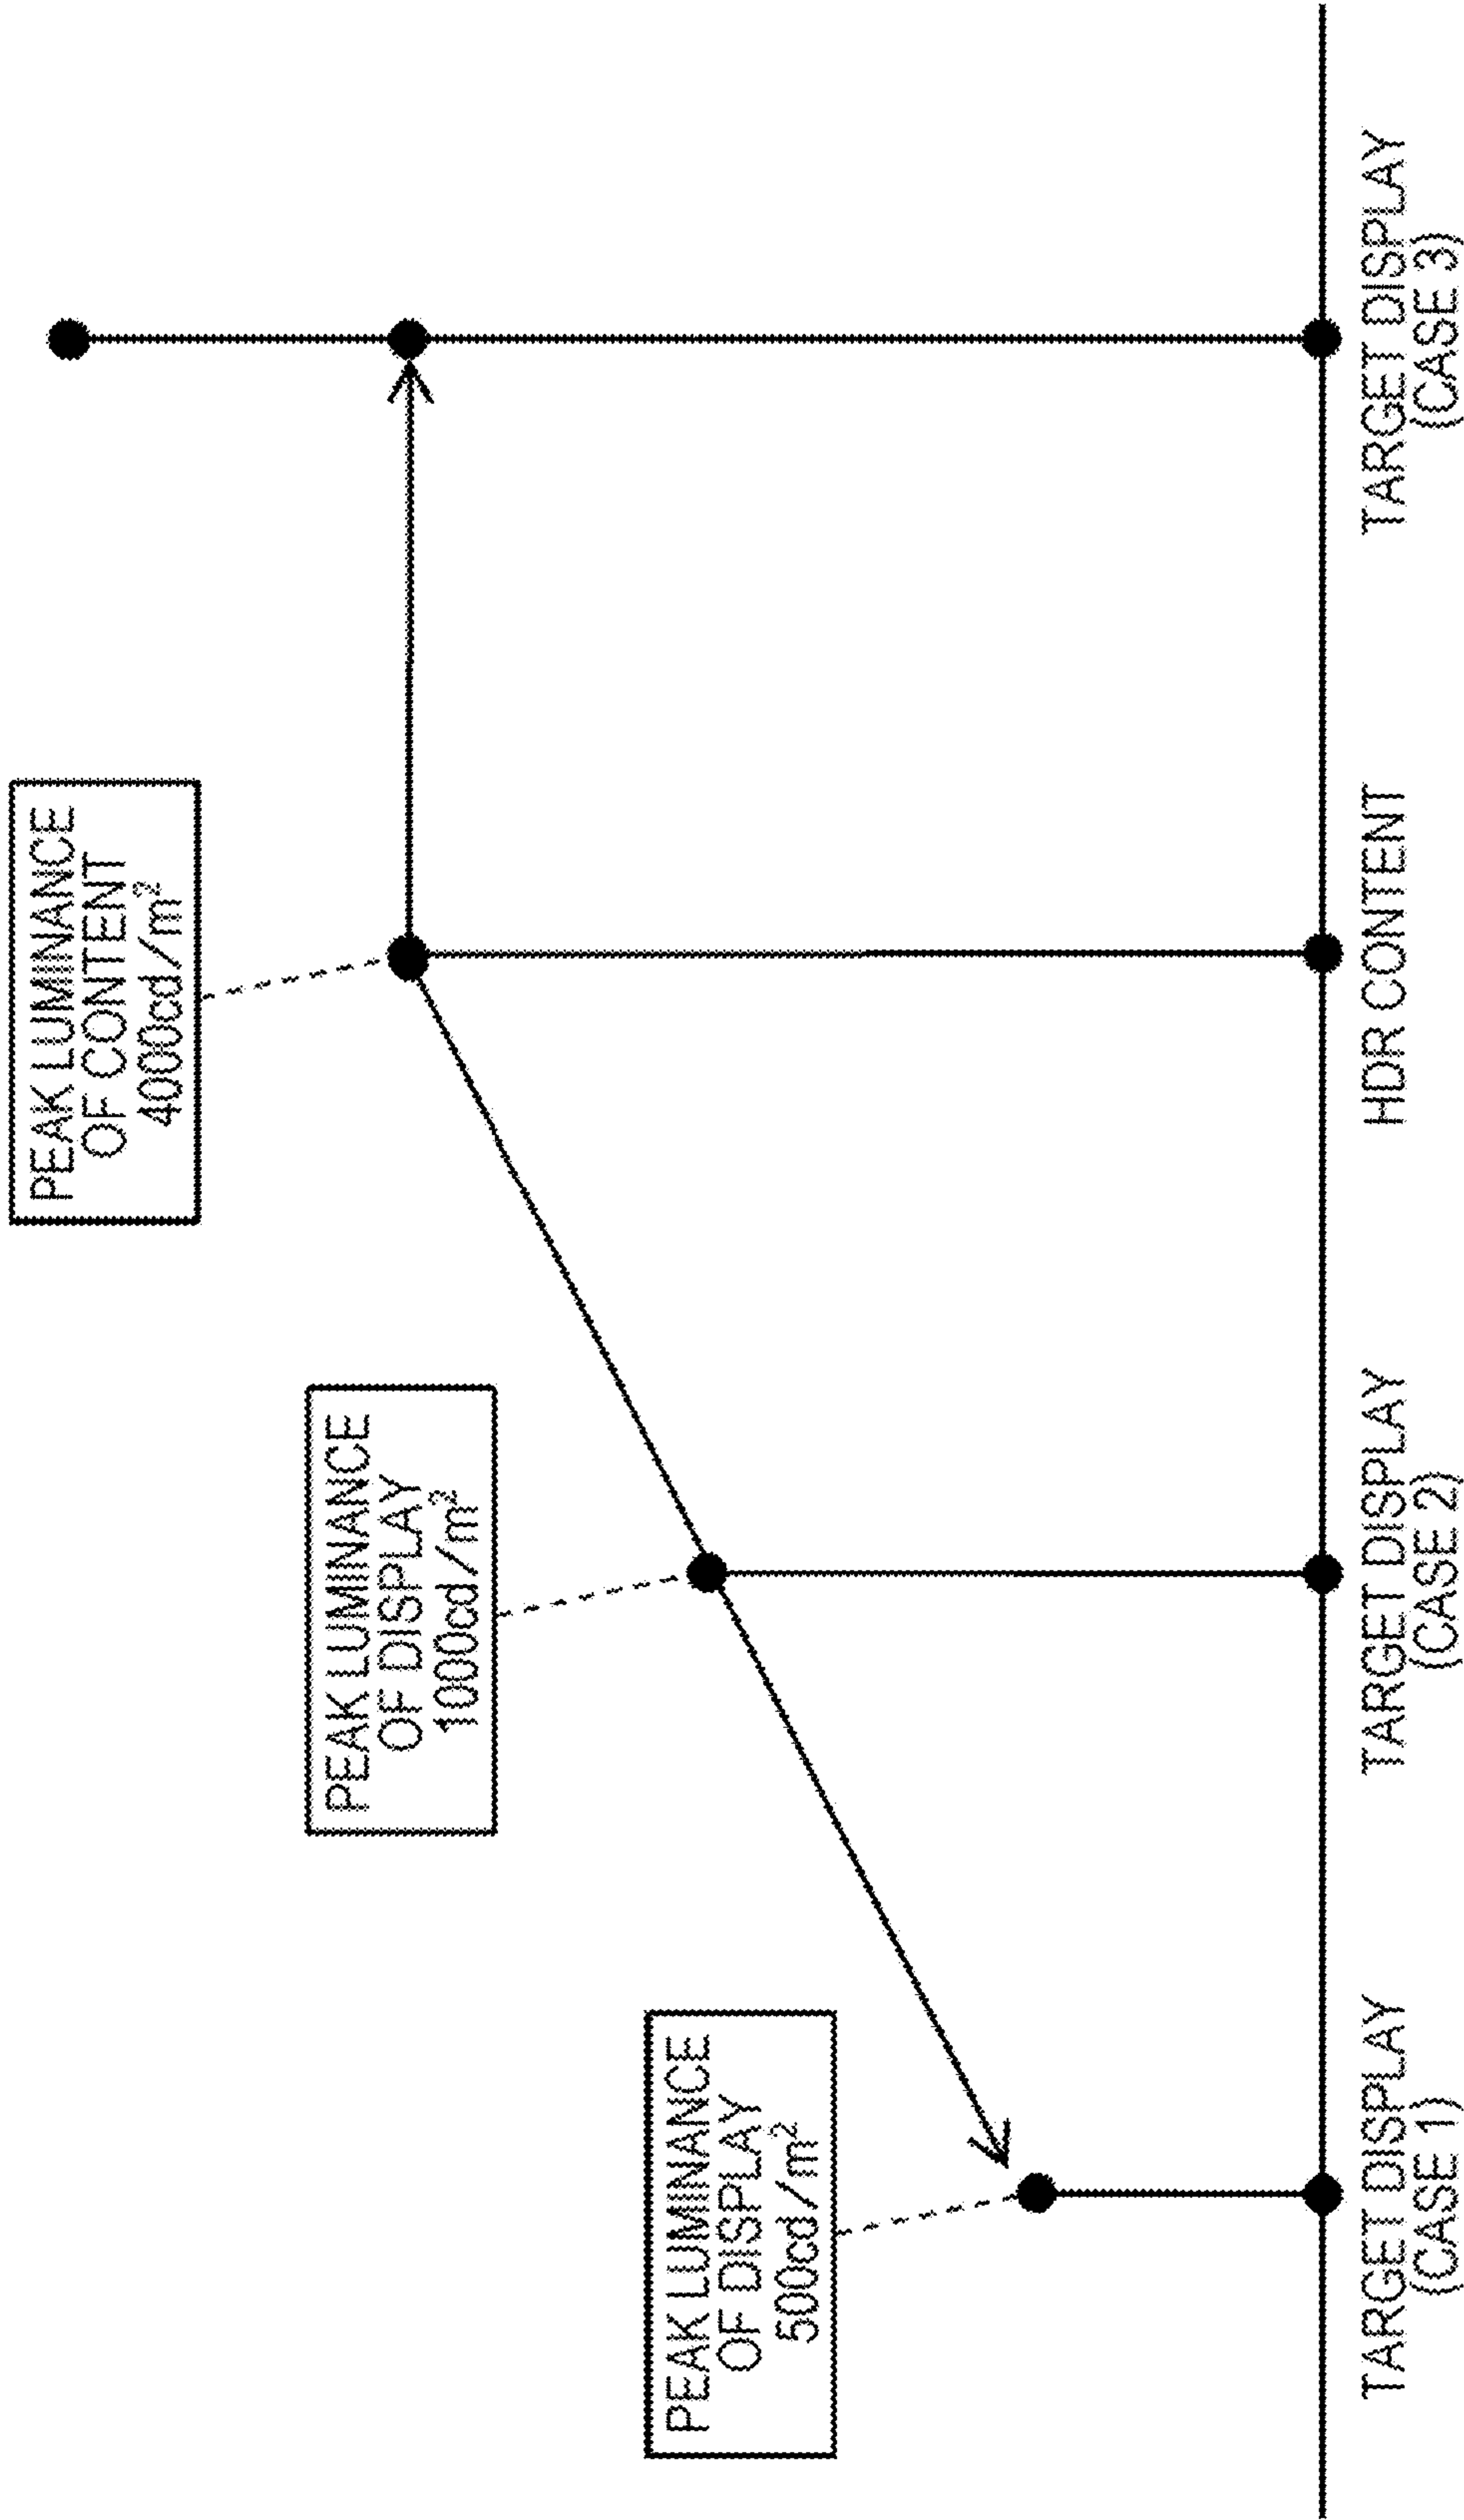 PEAK LUMINANCE
OF DISPLAY
500cd/m²
PEAK LUMINANCE
OF DISPLAY
1000cd/m²
PEAK LUMINANCE
OF CONTENT
4000cd/m²
TARGET DISPLAY
(CASE 1)
TARGET DISPLAY
(CASE 2)
HDR CONTENT
TARGET DISPLAY
(CASE 3)